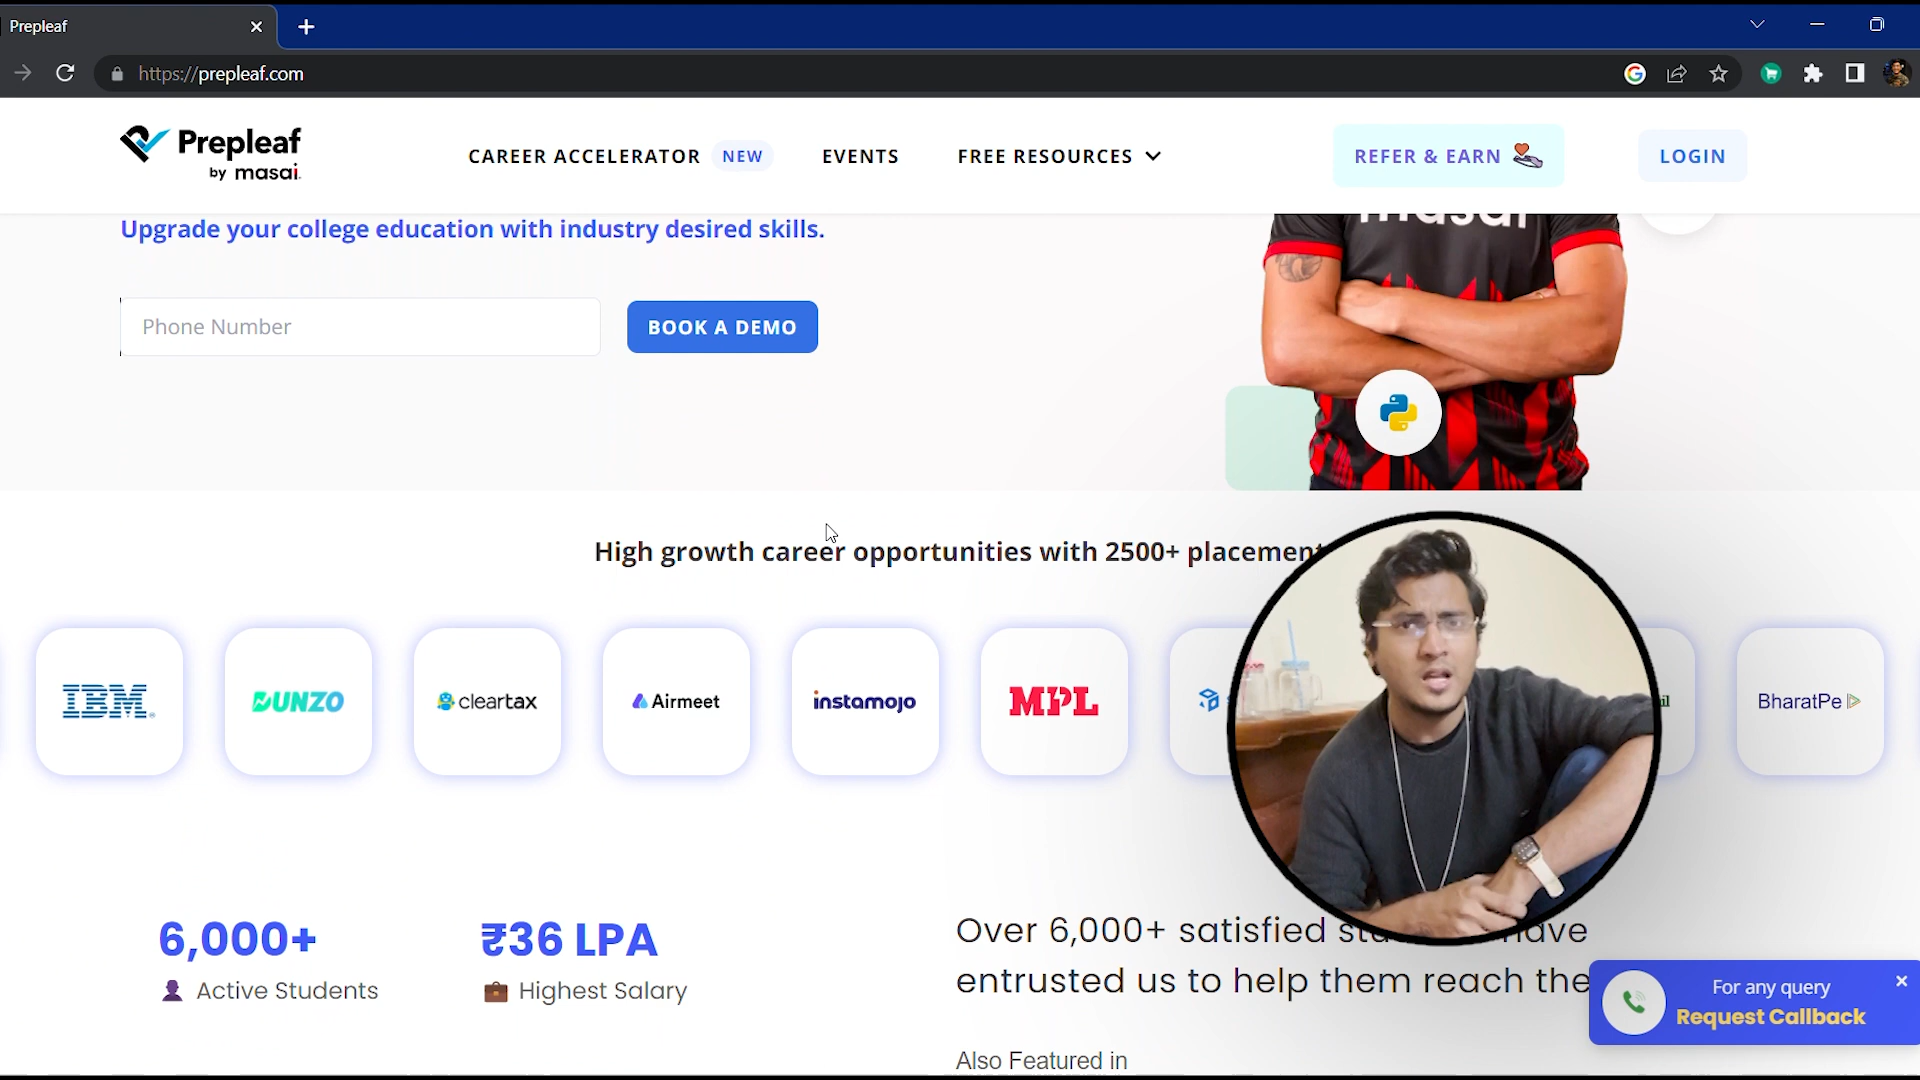 Prepleaf
https://prepleaf.com
Prepleaf
by masai.
CAREER ACCELERATOR NEW
EVENTS
FREE RESOURCES
REFER & EARN
LOGIN
masai
Upgrade your college education with industry desired skills.
Phone Number
BOOK A DEMO
High growth career opportunities with 2500+ placement
IBM
DUNZO
cleartax
Airmeet
instamojo
MPL
BharatPe
6,000+
Active Students
₹36 LPA
Highest Salary
Over 6,000+ satisfied have
entrusted us to help them reach the
Also Featured in
For any query
Request Callback